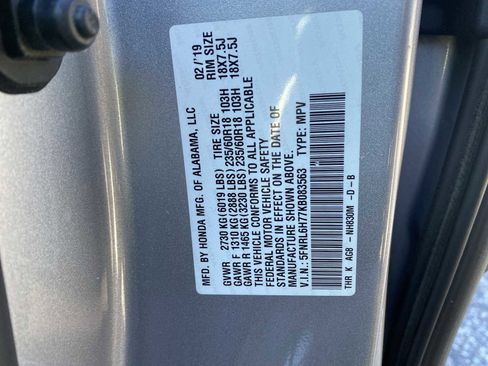 MFD. BY HONDA MFG. OF ALABAMA, LLC 02 / '19
TIRE SIZE RIM SIZE
GVWR 2730 KG(6019 LBS)
GAWR F 1310 KG(2888 LBS) 235/60R18 103H 18X7.5J
GAWR R 1465 KG(3230 LBS) 235/60R18 103H 18X7.5J
THIS VEHICLE CONFORMS TO ALL APPLICABLE
FEDERAL MOTOR VEHICLE SAFETY
STANDARDS IN EFFECT ON THE DATE OF
MANUFACTURE SHOWN ABOVE.
V.I.N.: 5FNRL6H77KB083563 TYPE: MPV
THR K AG8 - NH830M -D -B